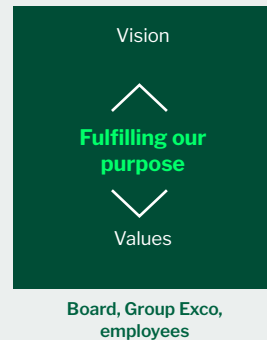 Vision
Fulfilling our
purpose
Values
Board, Group Exco,
employees